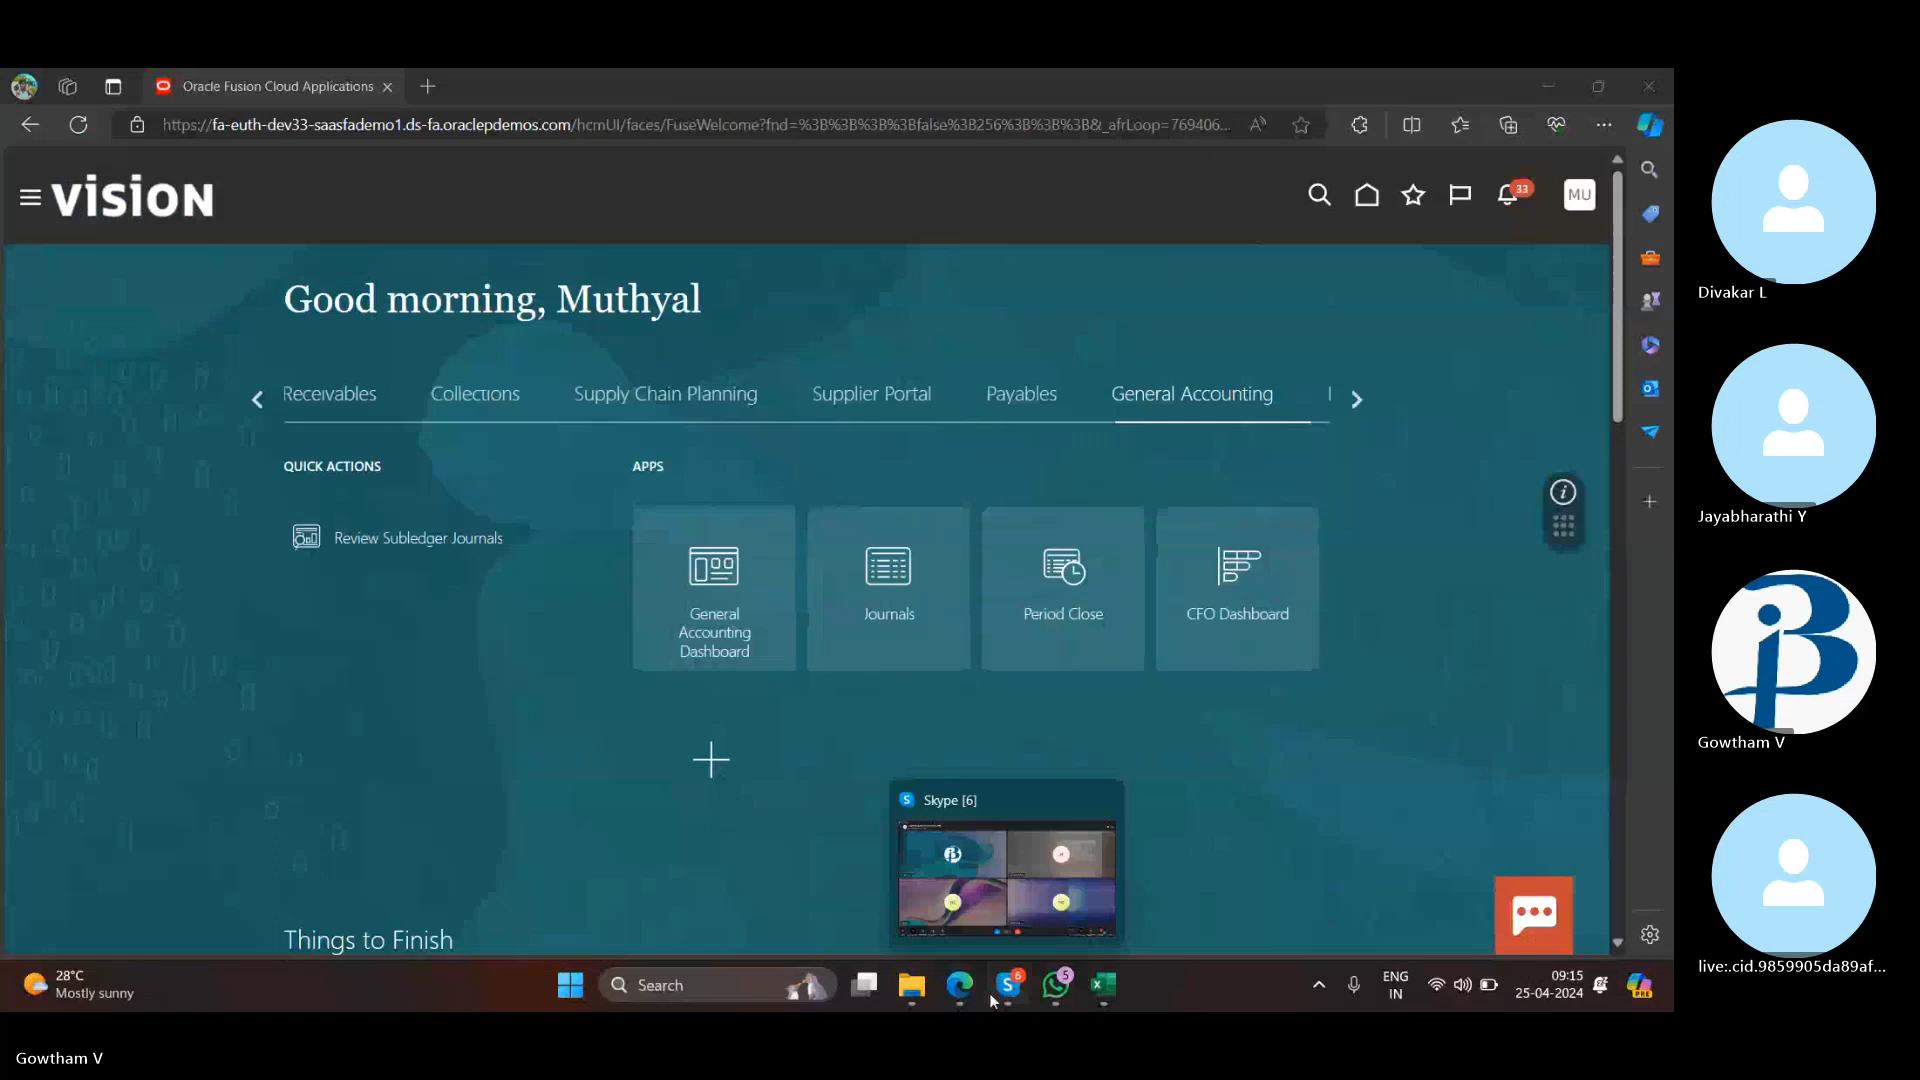 Oracle Fusion Cloud Applications
https://fa-euth-dev33-saasfademo1.ds-fa.oraclepdemos.com/hcmUI/faces/FuseWelcome?fnd=%3B%3B%3B%3Bfalse%3B256%3B%3B%3B&_afrLoop=769406...
VISION
33
MU
Good morning, Muthyal
Receivables
Collections
Supply Chain Planning
Supplier Portal
Payables
General Accounting
QUICK ACTIONS
APPS
Review Subledger Journals
General
Accounting
Dashboard
Journals
Period Close
CFO Dashboard
Skype [6]
Things to Finish
28°C
Mostly sunny
Search
6
5
ENG
IN
09:15
25-04-2024
PRE
Divakar L
Jayabharathi Y
Gowtham V
live:.cid.9859905da89af...
Gowtham V